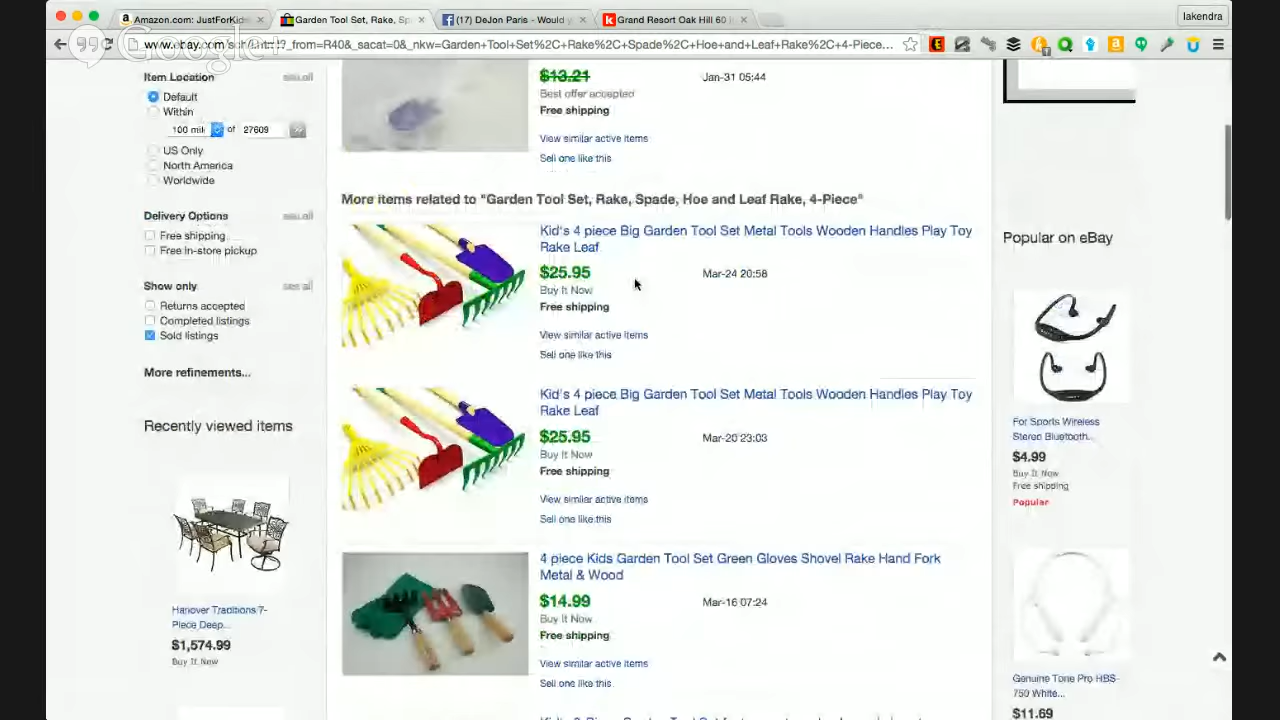 Amazon.com: JustForKid
Garden Tool Set, Rake, Sp
(17) DeJon Paris - Would y
Grand Resort Oak Hill 60 i
lakendra
Google+
Item Location
see all
Default
Within
100 mil
of
27609
US Only
North America
Worldwide
Delivery Options
see all
Free shipping
Free In-store pickup
Show only
see all
Returns accepted
Completed listings
Sold listings
More refinements...
Recently viewed items
Hanover Traditions 7-
Piece Deep...
$1,574.99
Buy It Now
$13.21
Jan-31 05:44
Best offer accepted
Free shipping
View similar active items
Sell one like this
More items related to "Garden Tool Set, Rake, Spade, Hoe and Leaf Rake, 4-Piece"
Kid's 4 piece Big Garden Tool Set Metal Tools Wooden Handles Play Toy
Rake Leaf
$25.95
Mar-24 20:58
Buy It Now
Free shipping
View similar active items
Sell one like this
Kid's 4 piece Big Garden Tool Set Metal Tools Wooden Handles Play Toy
Rake Leaf
$25.95
Mar-20 23:03
Buy It Now
Free shipping
View similar active items
Sell one like this
4 piece Kids Garden Tool Set Green Gloves Shovel Rake Hand Fork
Metal & Wood
$14.99
Mar-16 07:24
Buy It Now
Free shipping
View similar active items
Sell one like this
Popular on eBay
For Sports Wireless
Stereo Bluetooth...
$4.99
Buy It Now
Free shipping
Popular
Genuine Tone Pro HBS-
750 White...
$11.69